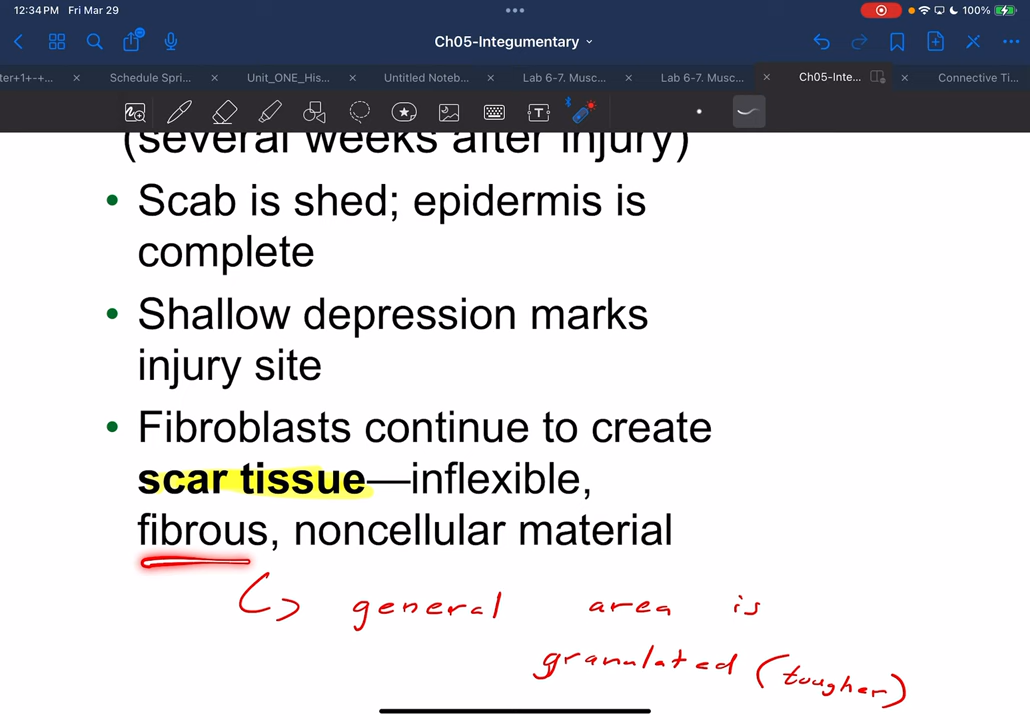 12:34 PM Fri Mar 29
100%
Ch05-Integumentary
ter+1+-+...
Schedule Spri...
Unit_ONE_His...
Untitled Noteb...
Lab 6-7. Musc...
Lab 6-7. Musc...
Ch05-Inte...
Connective Ti...
(several weeks after injury)
• Scab is shed; epidermis is
complete
• Shallow depression marks
injury site
• Fibroblasts continue to create
scar tissue—inflexible,
fibrous, noncellular material
general area is
granulated (tougher)